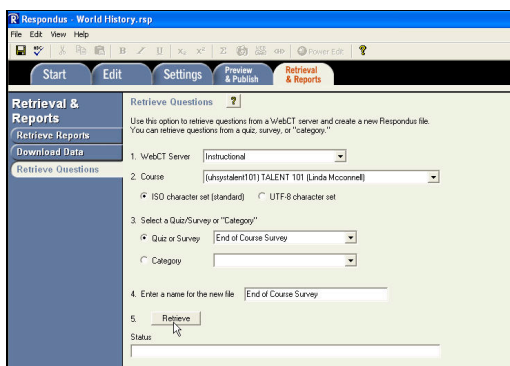 Respondus - World History.rsp
File Edit View Help
B I U x₂ x² Σ Power Edit ?
Start Edit Settings Preview & Publish Retrieval & Reports
Retrieval & Reports
Retrieve Reports
Download Data
Retrieve Questions
Retrieve Questions ?
Use this option to retrieve questions from a WebCT server and create a new Respondus file.
You can retrieve questions from a quiz, survey, or "category."
1. WebCT Server Instructional
2. Course (uhsystalent101) TALENT 101 (Linda Mcconnell)
ISO character set (standard) UTF-8 character set
3. Select a Quiz/Survey or "Category"
Quiz or Survey End of Course Survey
Category
4. Enter a name for the new file End of Course Survey
5. Retrieve
Status